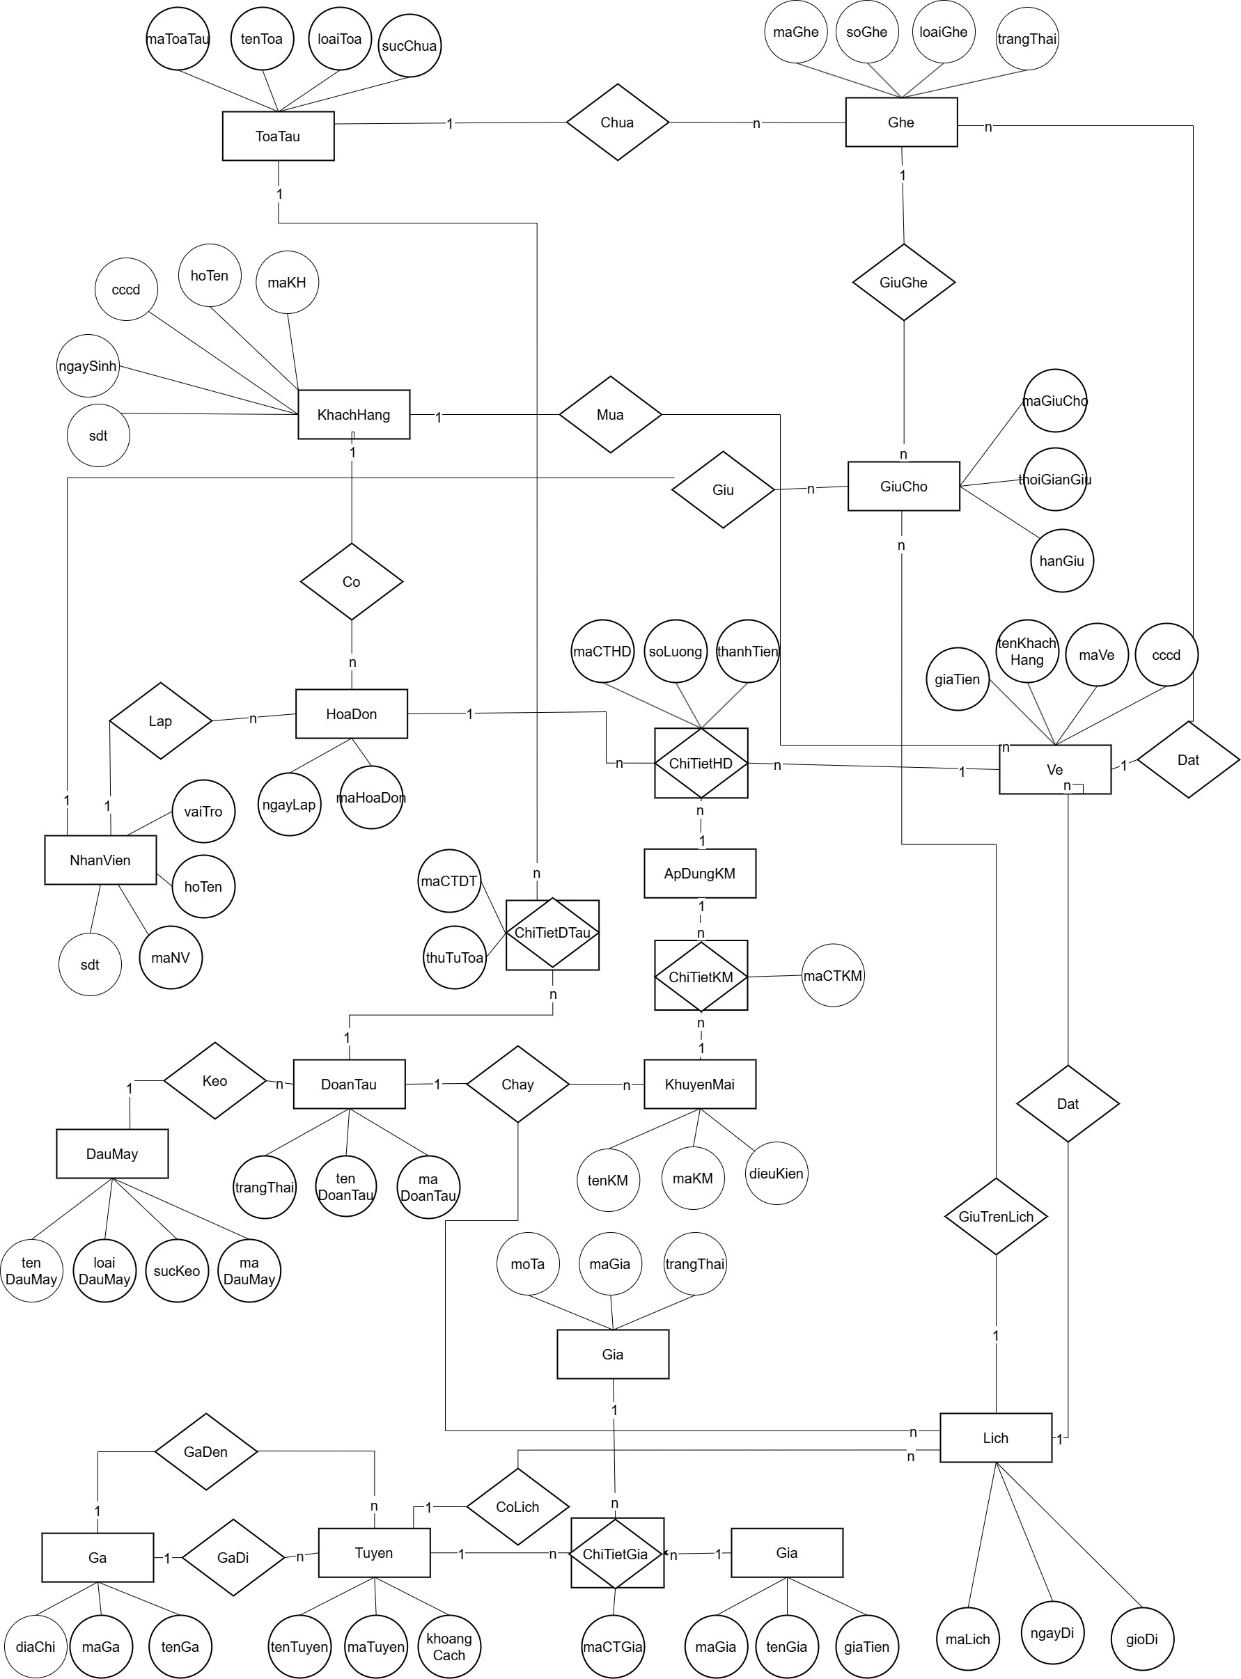 maToaTau
tenToa
loaiToa
sucChua
maGhe
soGhe
loaiGhe
trangThai
ToaTau
1
Chua
n
Ghe
n
1
1
hoTen
maKH
cccd
ngaySinh
sdt
GiuGhe
KhachHang
1
Mua
1
maGiuCho
n
Giu
n
GiuCho
thoiGianGiu
n
hanGiu
Co
n
maCTHD
soLuong
thanhTien
giaTien
tenKhach
Hang
maVe
cccd
Lap
n
HoaDon
1
n
ChiTietHD
n
1
n
Ve
n
1
Dat
ngayLap
maHoaDon
1
1
vaiTro
NhanVien
hoTen
sdt
maNV
n
1
ApDungKM
1
n
maCTDT
n
ChiTietDTau
thuTuToa
n
ChiTietKM
maCTKM
n
1
1
Keo
n
DoanTau
1
Chay
n
KhuyenMai
1
DauMay
Dat
trangThai
ten
DoanTau
ma
DoanTau
tenKM
maKM
dieuKien
ten
DauMay
loai
DauMay
sucKeo
ma
DauMay
GiuTrenLich
moTa
maGia
trangThai
1
Gia
1
n
Lich
1
n
GaDen
1
n
1
CoLich
n
Ga
1
GaDi
n
Tuyen
1
n
ChiTietGia
n
1
Gia
diaChi
maGa
tenGa
tenTuyen
maTuyen
khoang
Cach
maCTGia
maGia
tenGia
giaTien
maLich
ngayDi
gioDi